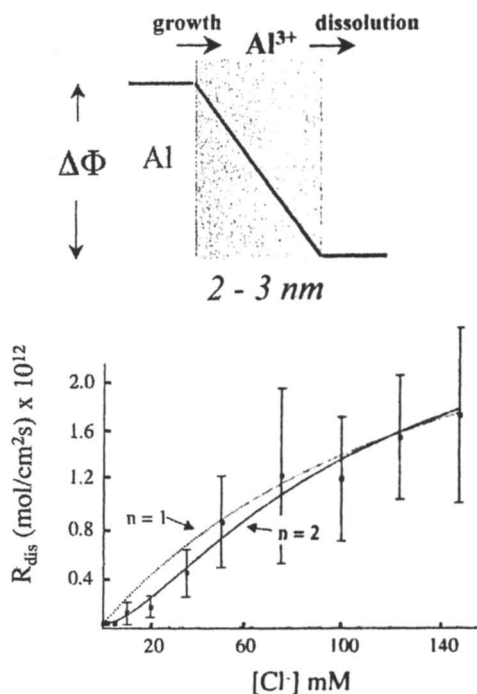 growth dissolution
Al³⁺
ΔΦ
Al
2 - 3 nm
R_dis (mol/cm²s) x 10¹²
2.0
1.6
1.2
0.8
0.4
n = 1
n = 2
20 60 100 140
[Cl⁻] mM